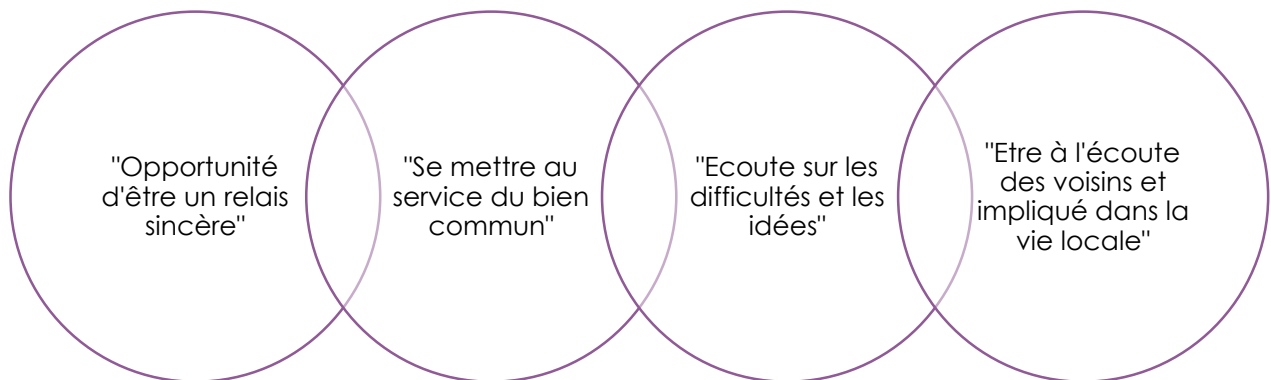 "Opportunité
d'être un relais
sincère"
"Se mettre au
service du bien
commun"
"Ecoute sur les
difficultés et les
idées"
"Etre à l'écoute
des voisins et
impliqué dans la
vie locale"